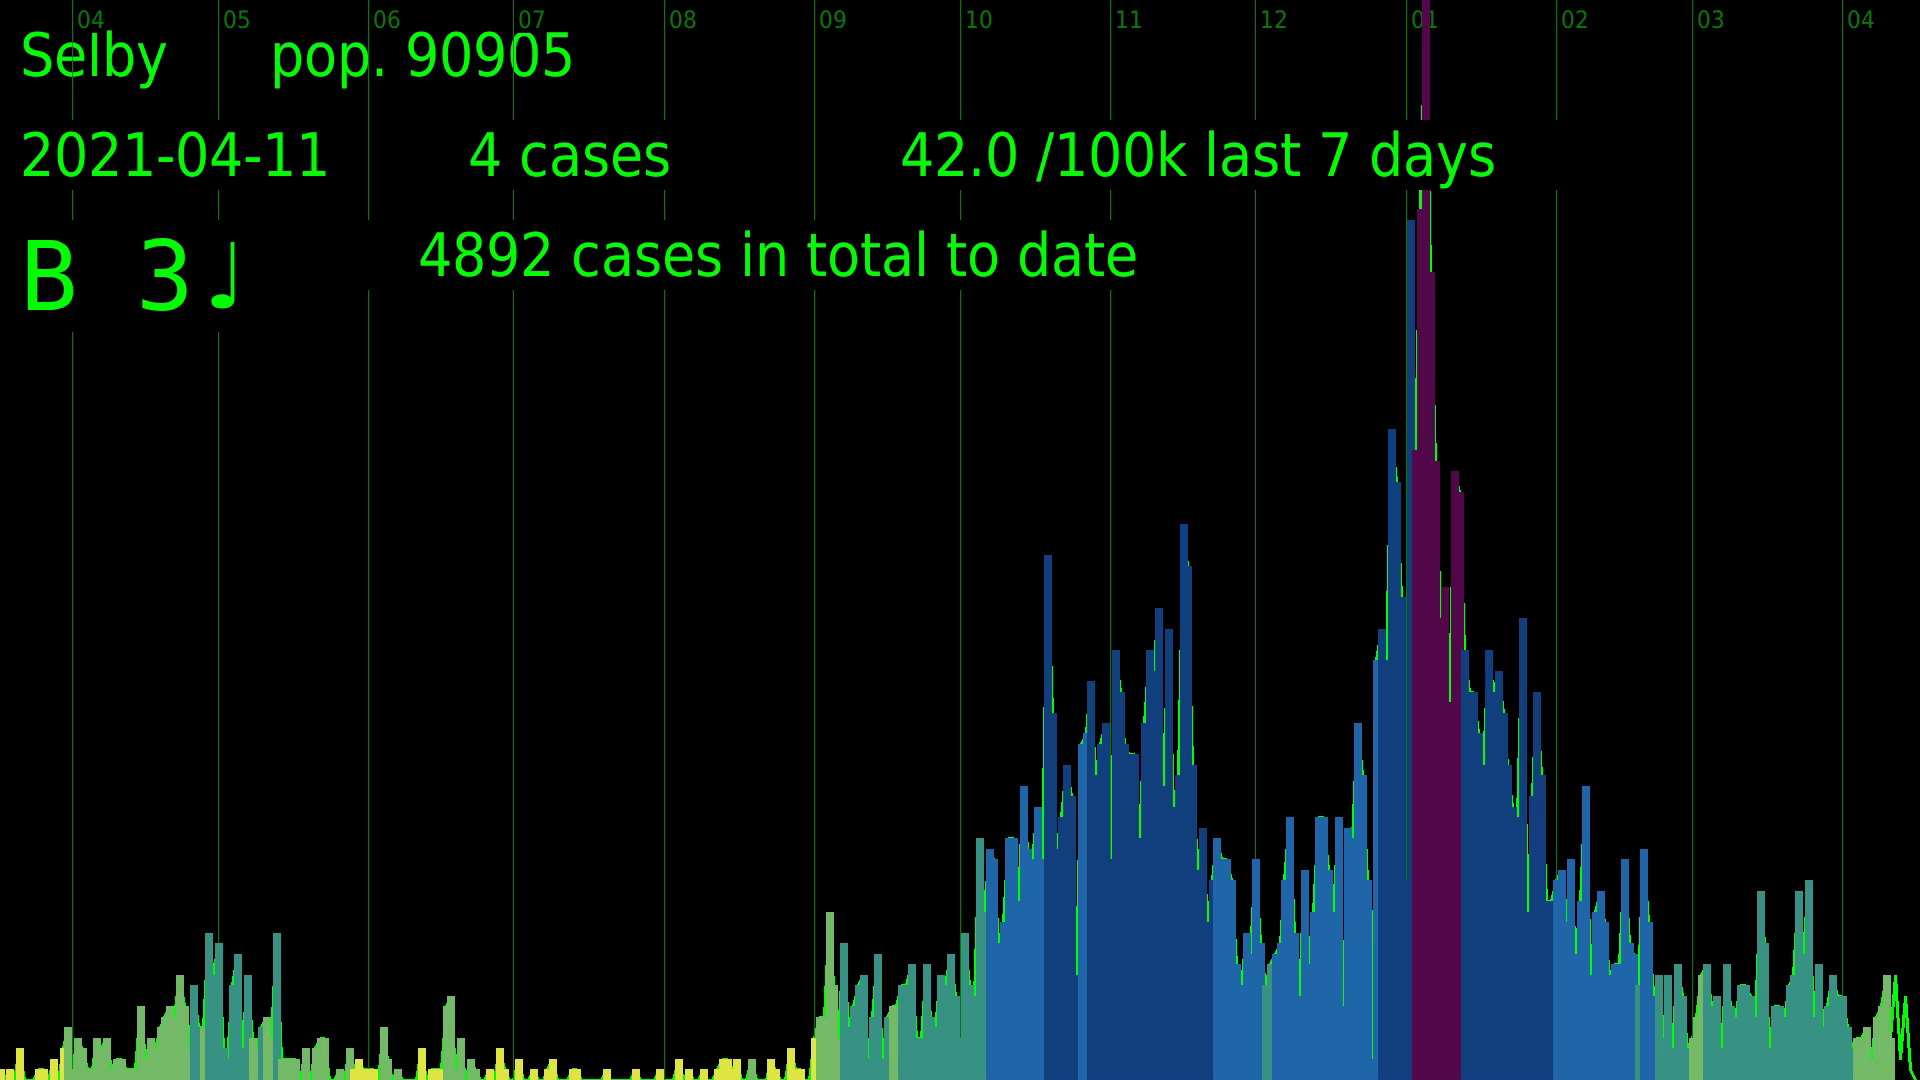 04 05 06 07 08 09 10 11 12 01 02 03 04
Selby pop. 90905
2021-04-11 4 cases 42.0 /100k last 7 days
B 3♩ 4892 cases in total to date